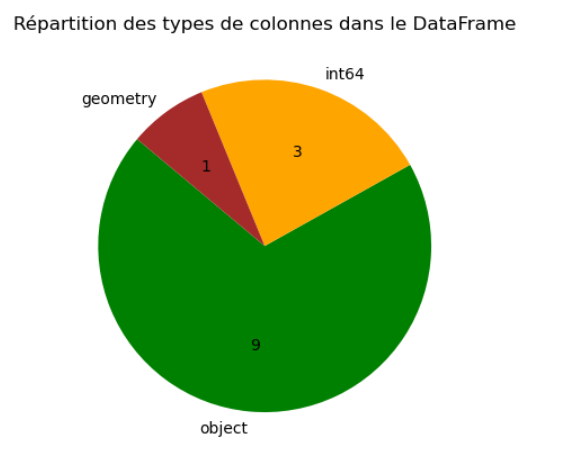 Répartition des types de colonnes dans le DataFrame
int64
geometry
3
1
9
object